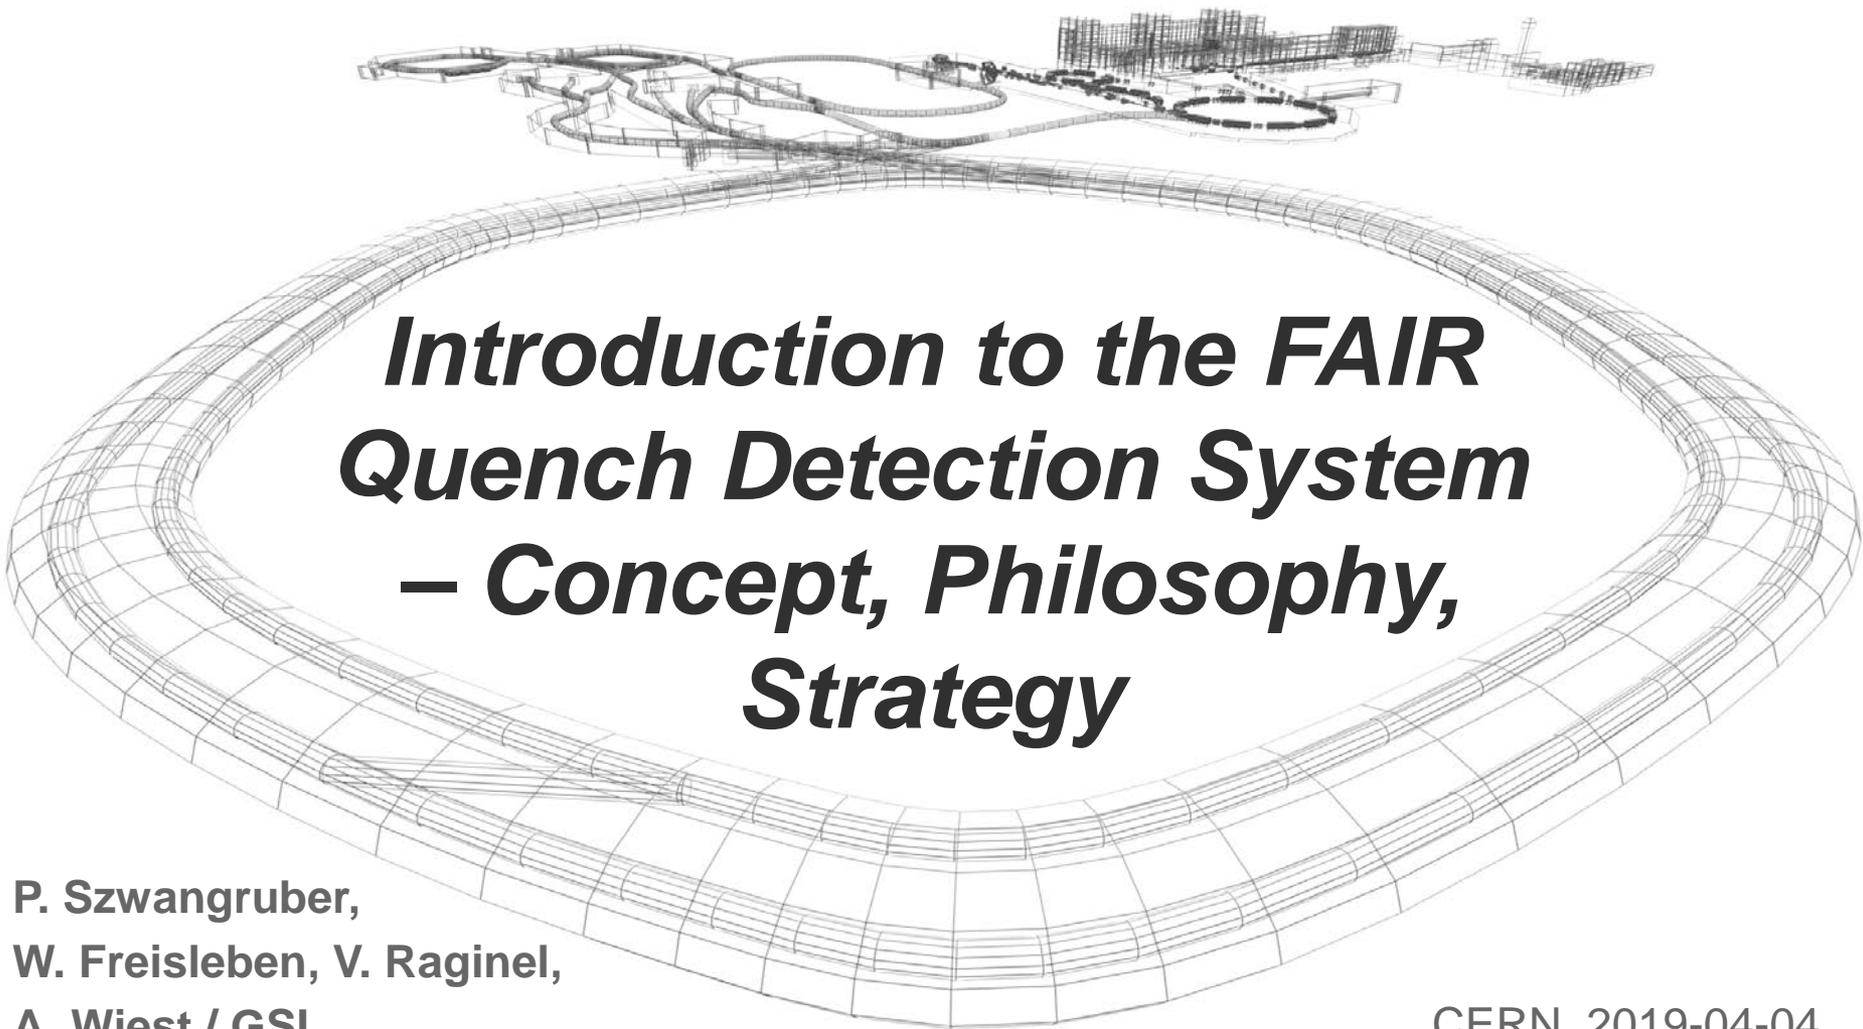 Introduction to the FAIR
Quench Detection System
– Concept, Philosophy,
Strategy
P. Szwangruber,
W. Freisleben, V. Raginel,
A. Wiest / GSI
CERN, 2019-04-04